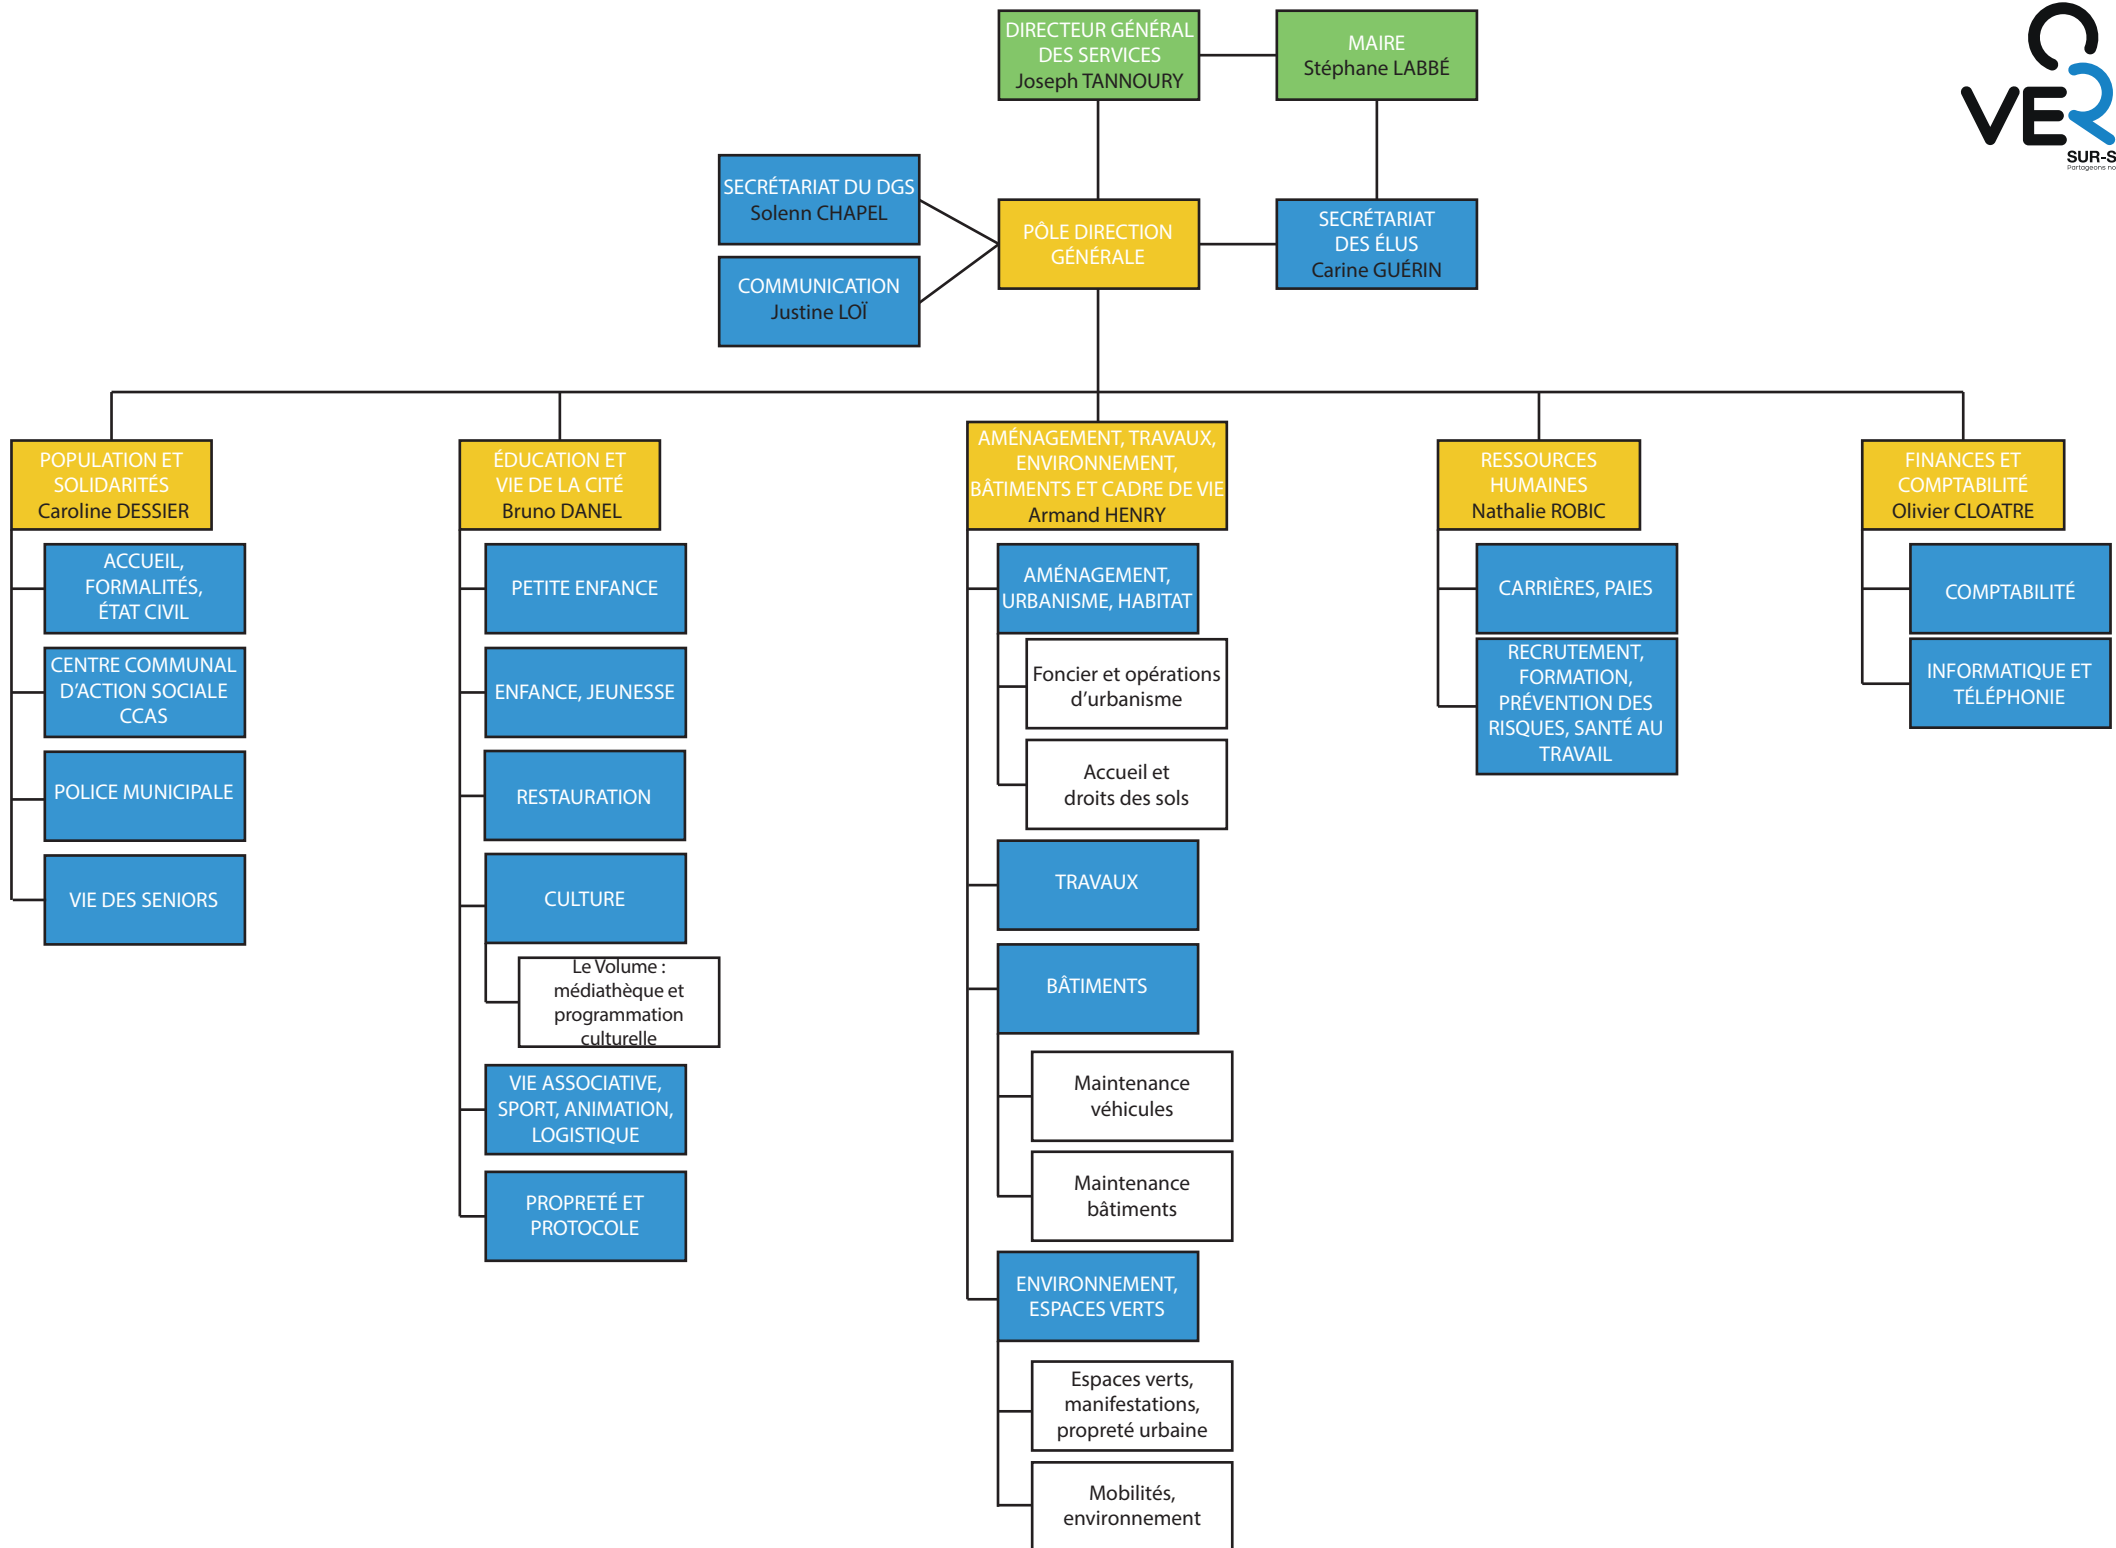 DIRECTEUR GÉNÉRAL
DES SERVICES
Joseph TANNOURY
MAIRE
Stéphane LABBÉ
VER
SUR-S
Partageons no
SECRÉTARIAT DU DGS
Solenn CHAPEL
COMMUNICATION
Justine LOÏ
PÔLE DIRECTION
GÉNÉRALE
SECRÉTARIAT
DES ÉLUS
Carine GUÉRIN
POPULATION ET
SOLIDARITÉS
Caroline DESSIER
ACCUEIL,
FORMALITÉS,
ÉTAT CIVIL
CENTRE COMMUNAL
D’ACTION SOCIALE
CCAS
POLICE MUNICIPALE
VIE DES SENIORS
ÉDUCATION ET
VIE DE LA CITÉ
Bruno DANEL
PETITE ENFANCE
ENFANCE, JEUNESSE
RESTAURATION
CULTURE
Le Volume :
médiathèque et
programmation
culturelle
VIE ASSOCIATIVE,
SPORT, ANIMATION,
LOGISTIQUE
PROPRETÉ ET
PROTOCOLE
AMÉNAGEMENT, TRAVAUX,
ENVIRONNEMENT,
BÂTIMENTS ET CADRE DE VIE
Armand HENRY
AMÉNAGEMENT,
URBANISME, HABITAT
Foncier et opérations
d’urbanisme
Accueil et
droits des sols
TRAVAUX
BÂTIMENTS
Maintenance
véhicules
Maintenance
bâtiments
ENVIRONNEMENT,
ESPACES VERTS
Espaces verts,
manifestations,
propreté urbaine
Mobilités,
environnement
RESSOURCES
HUMAINES
Nathalie ROBIC
CARRIÈRES, PAIES
RECRUTEMENT,
FORMATION,
PRÉVENTION DES
RISQUES, SANTÉ AU
TRAVAIL
FINANCES ET
COMPTABILITÉ
Olivier CLOATRE
COMPTABILITÉ
INFORMATIQUE ET
TÉLÉPHONIE